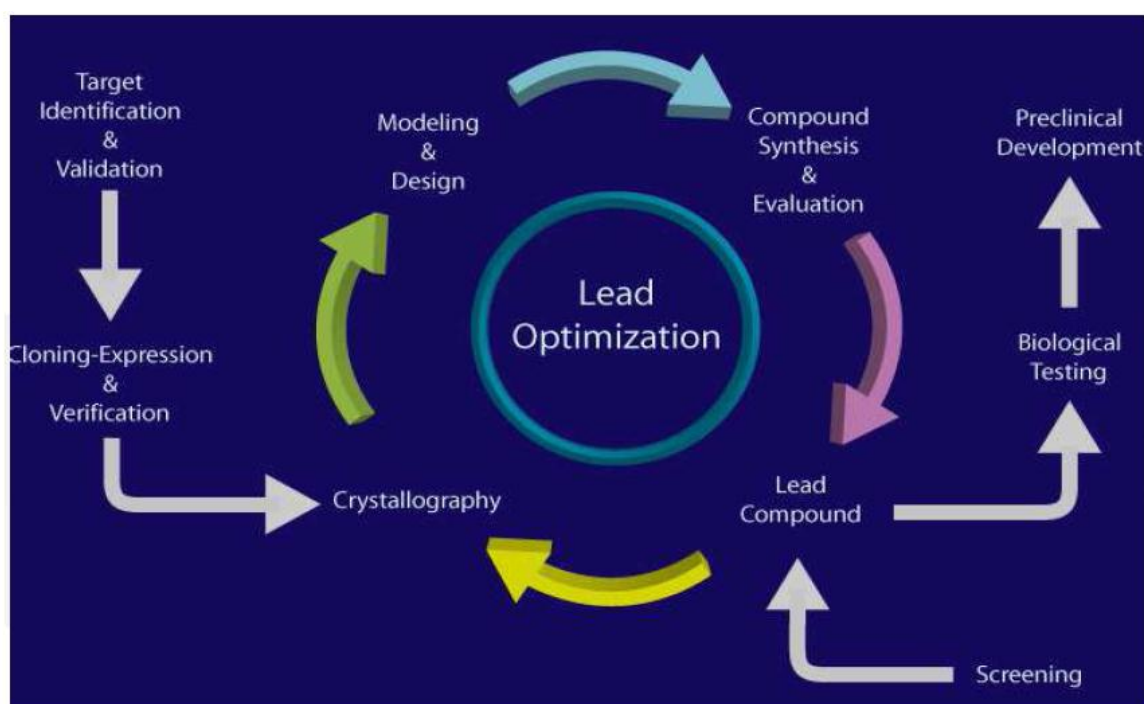 Target
Identification
&
Validation
Cloning-Expression
&
Verification
Crystallography
Modeling
&
Design
Compound
Synthesis
&
Evaluation
Lead
Optimization
Lead
Compound
Screening
Biological
Testing
Preclinical
Development